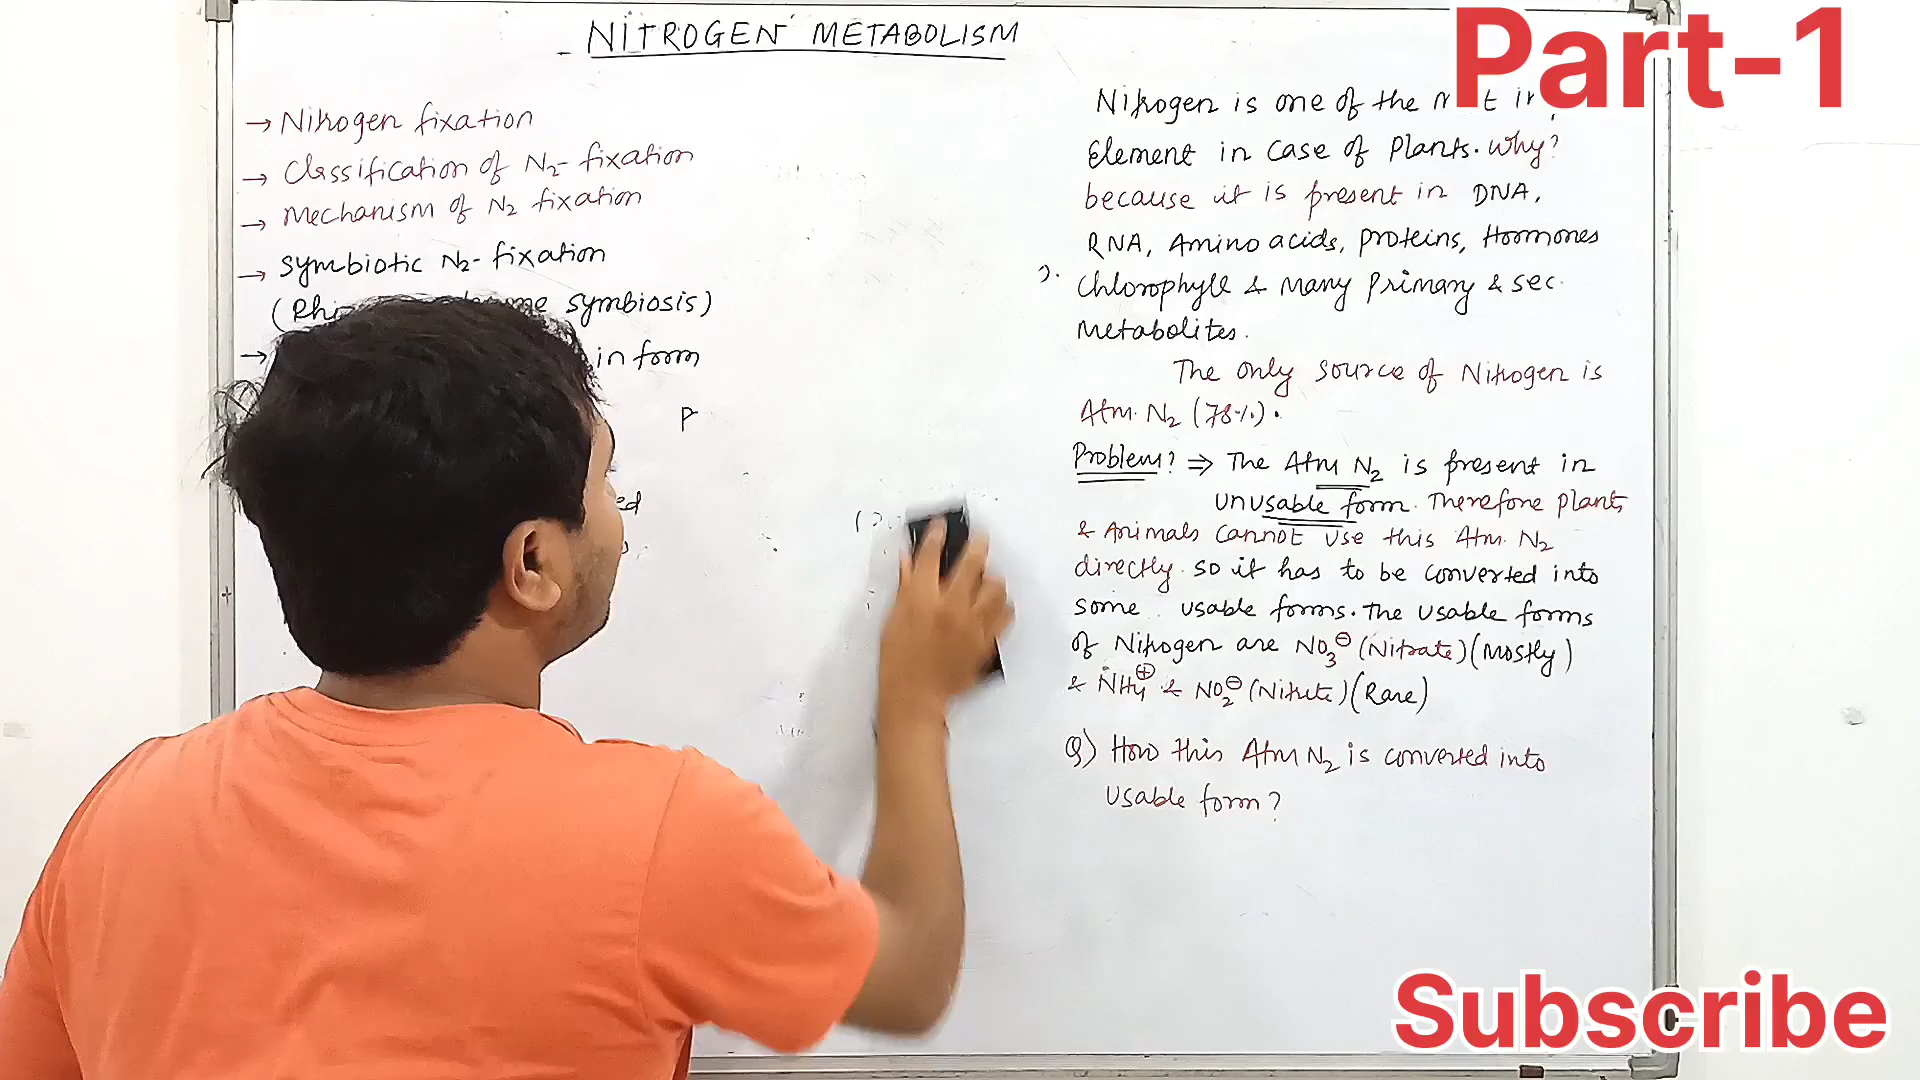 NITROGEN METABOLISM
Part-1
→ Nitrogen fixation
→ Classification of N2-fixation
→ Mechanism of N2 fixation
→ Symbiotic N2-fixation
symbiosis)
→ in form
P
Nitrogen is one of the
Element in case of Plants. Why?
because it is present in DNA,
RNA, Amino acids, Proteins, Hormones
Chlorophyll & Many Primary & sec.
Metabolites.
The only source of Nitrogen is
Atm. N2 (78%).
Problem? ⇒ The Atm N2 is present in
unusable form. Therefore plants
& Animals cannot use this Atm. N2
directly. so it has to be converted into
some usable forms. The usable forms
of Nitrogen are NO3⊖ (Nitrate) (Mostly)
& NH4⊕ & NO2⊖ (Nitrite) (Rare)
Q) How this Atm N2 is converted into
usable form?
Subscribe